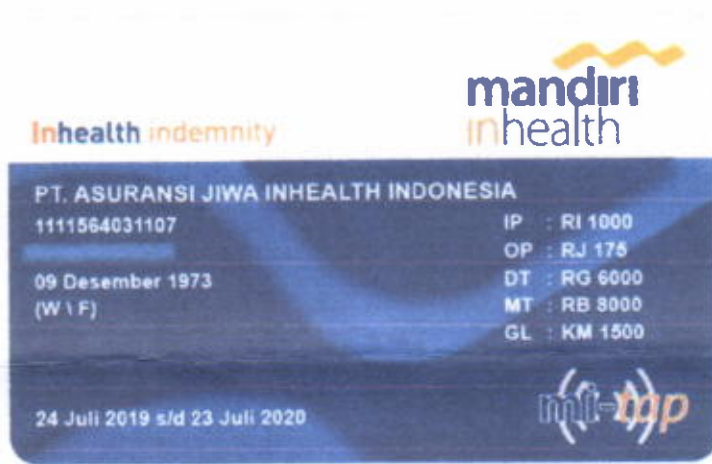 mandırı
inhealth
Inhealth indemnity
PT. ASURANSI JIWA INHEALTH INDONESIA
1111564031107
09 Desember 1973
(W \ F)
IP : RI 1000
OP : RJ 175
DT : RG 6000
MT : RB 8000
GL : KM 1500
24 Juli 2019 s/d 23 Juli 2020
mi-tap